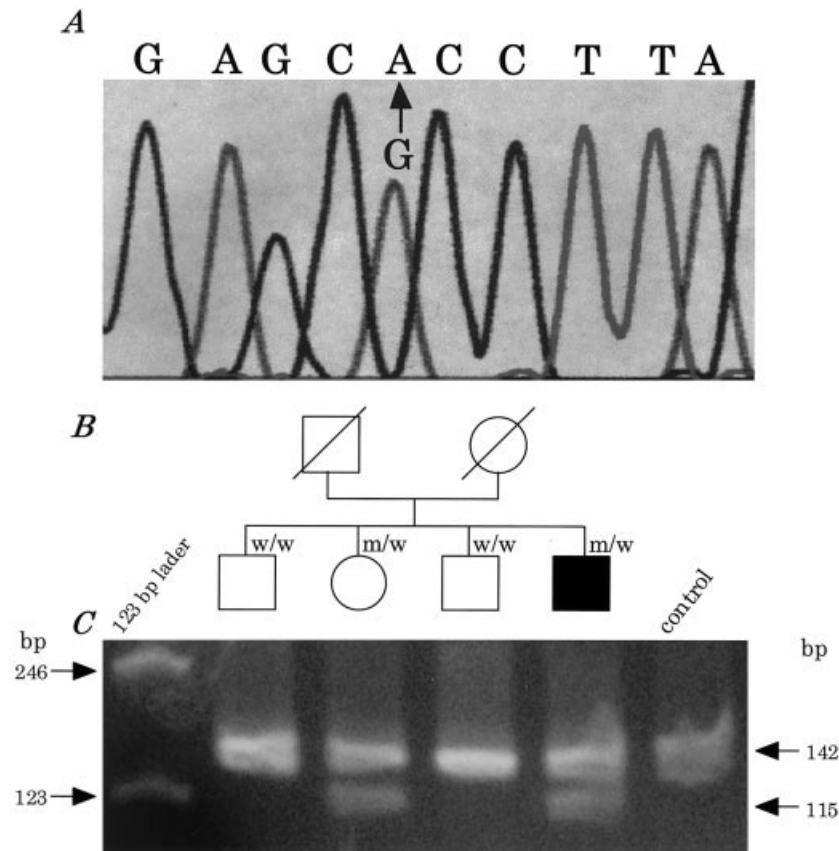 A
G A G C A C C T T A
G
B
w/w m/w w/w m/w
123 bp lader
control
C
bp bp
246
142
123
115